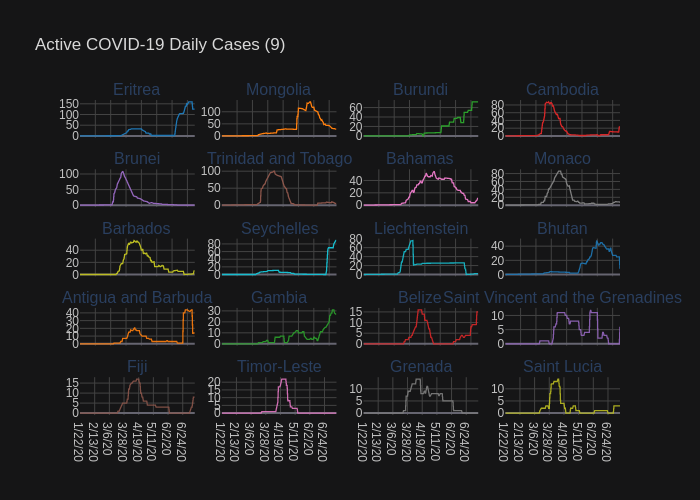 Active COVID-19 Daily Cases (9)
Eritrea Mongolia Burundi Cambodia
150 100 50 0
100 50 0
60 40 20 0
80 60 40 20 0
Brunei Trinidad and Tobago Bahamas Monaco
100 50 0
100 50 0
40 20 0
80 60 40 20 0
Barbados Seychelles Liechtenstein Bhutan
40 20 0
80 60 40 20 0
80 60 40 20 0
40 20 0
Antigua and Barbuda Gambia Belize Saint Vincent and the Grenadines
40 30 20 10 0
30 20 10 0
15 10 5 0
10 5 0
Fiji Timor-Leste Grenada Saint Lucia
15 10 5 0
20 15 10 5 0
10 5 0
10 5 0
1/22/20 2/13/20 3/6/20 3/28/20 4/19/20 5/11/20 6/2/20 6/24/20
1/22/20 2/13/20 3/6/20 3/28/20 4/19/20 5/11/20 6/2/20 6/24/20
1/22/20 2/13/20 3/6/20 3/28/20 4/19/20 5/11/20 6/2/20 6/24/20
1/22/20 2/13/20 3/6/20 3/28/20 4/19/20 5/11/20 6/2/20 6/24/20